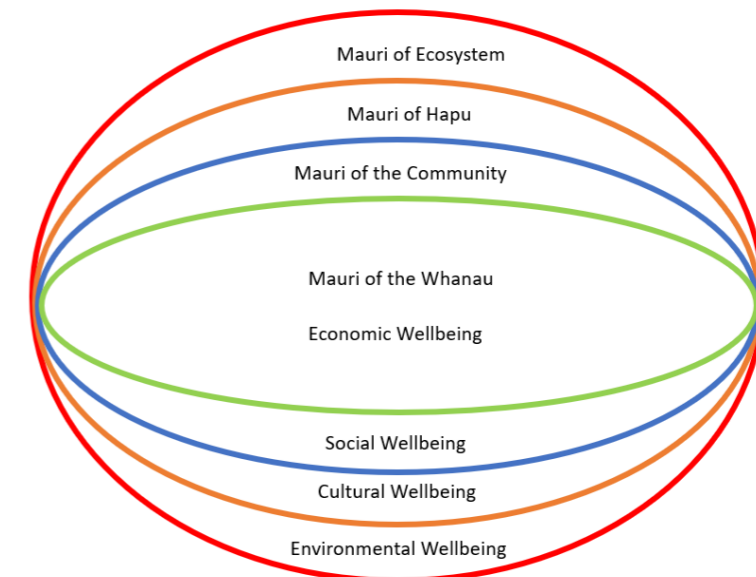 Mauri of Ecosystem
Mauri of Hapu
Mauri of the Community
Mauri of the Whanau
Economic Wellbeing
Social Wellbeing
Cultural Wellbeing
Environmental Wellbeing